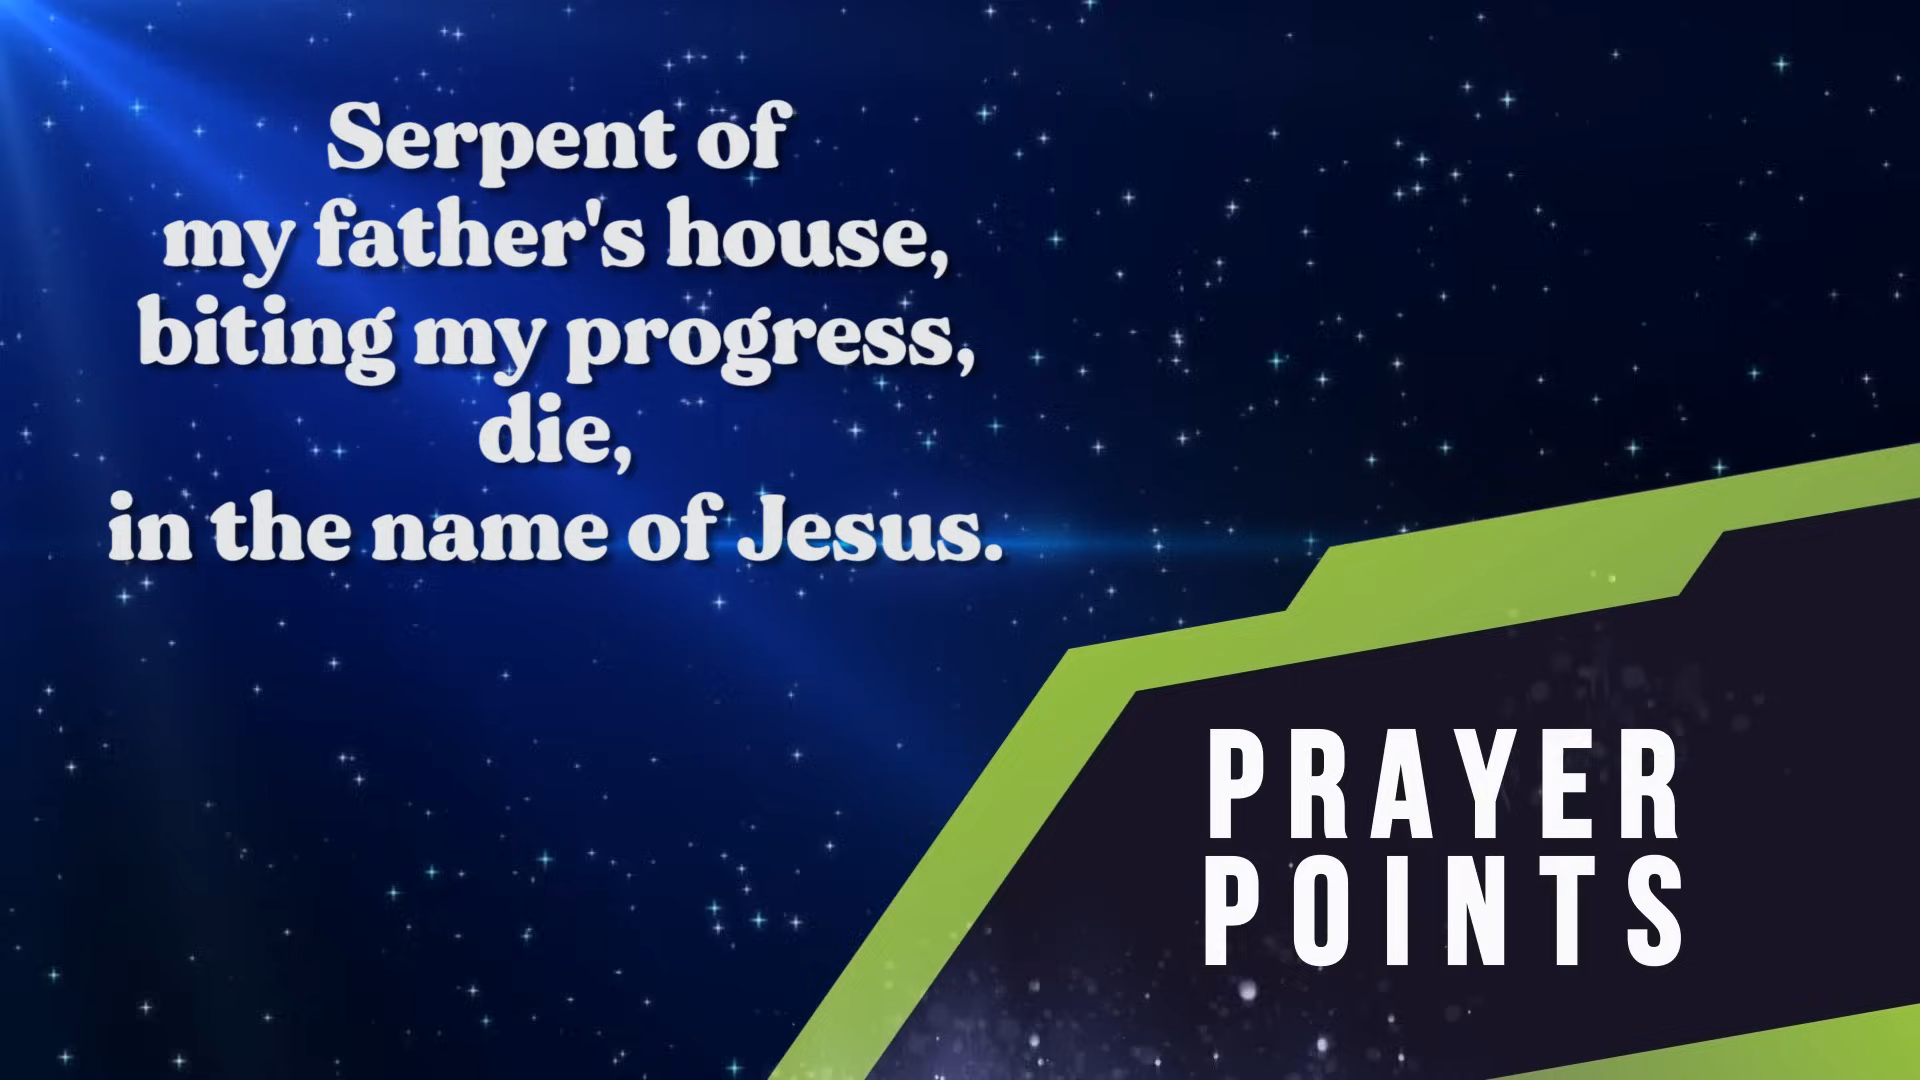 Serpent of
my father's house,
biting my progress,
die,
in the name of Jesus.
PRAYER
POINTS